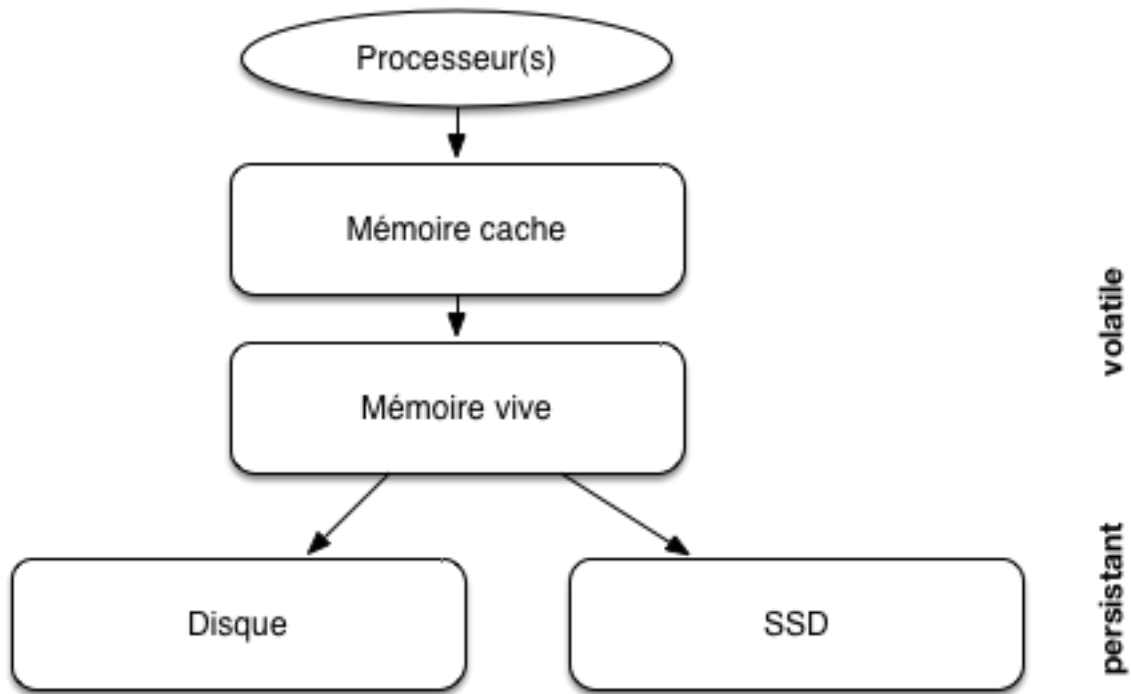 Processeur(s)
Mémoire cache
volatile
Mémoire vive
persistant
Disque
SSD